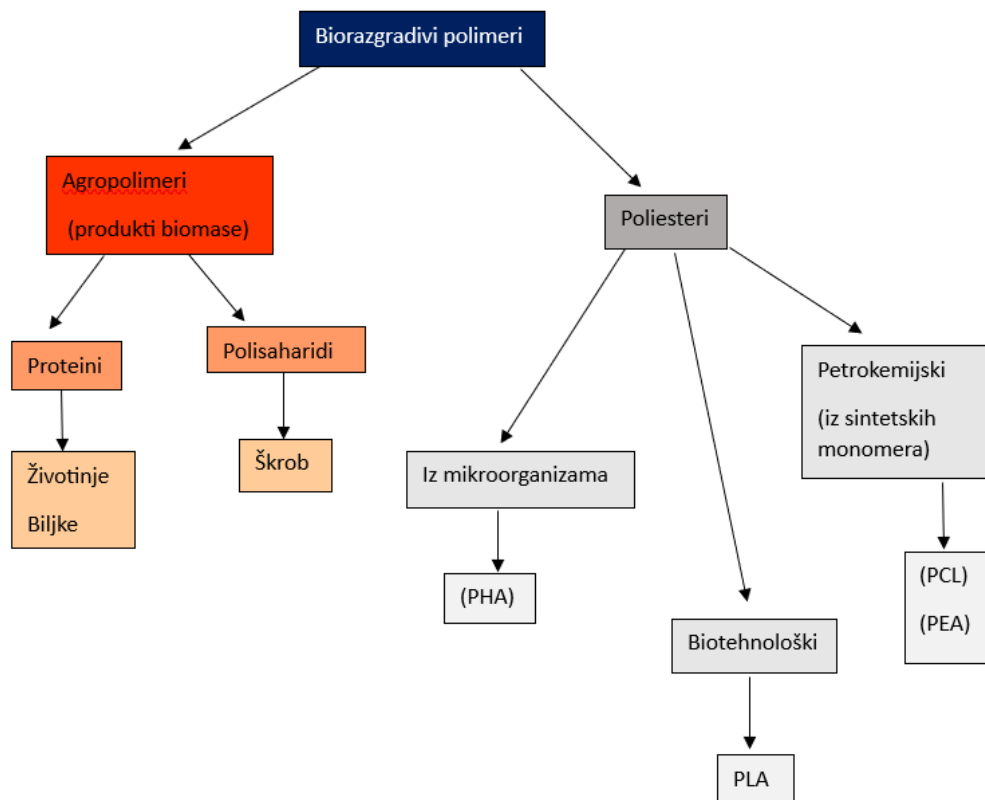 Biorazgradivi polimeri
Agropolimeri
(produkti biomase)
Poliesteri
Proteini
Polisaharidi
Petrokemijski
(iz sintetskih
monomera)
Životinje
Biljke
Škrob
Iz mikroorganizama
(PHA)
(PCL)
(PEA)
Biotehnološki
PLA